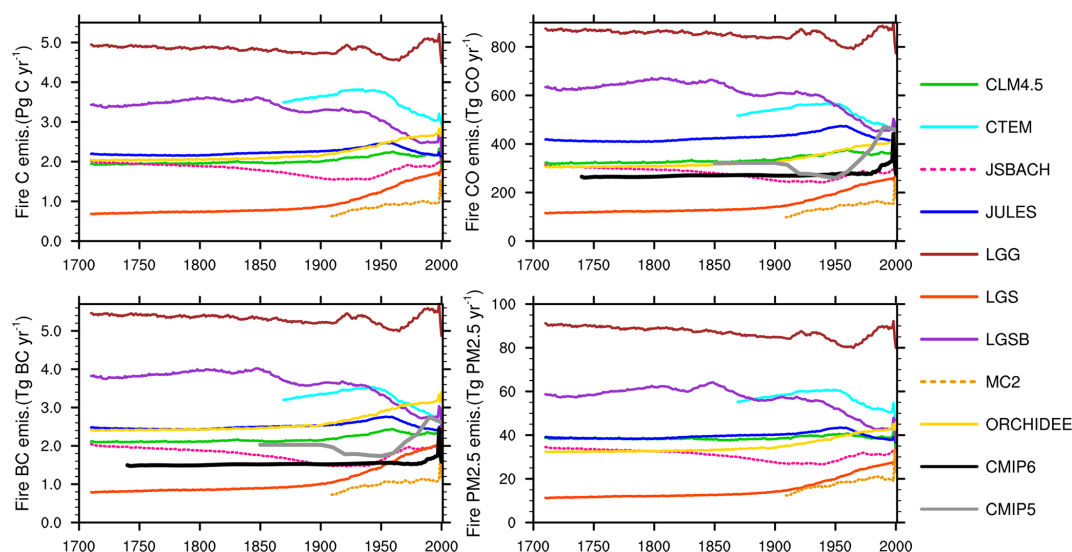 Fire C emis.(Pg C yr⁻¹)
5.0
4.0
3.0
2.0
1.0
0.0
1700 1750 1800 1850 1900 1950 2000
Fire CO emis.(Tg CO yr⁻¹)
800
600
400
200
0
1700 1750 1800 1850 1900 1950 2000
Fire BC emis.(Tg BC yr⁻¹)
5.0
4.0
3.0
2.0
1.0
0.0
1700 1750 1800 1850 1900 1950 2000
Fire PM2.5 emis.(Tg PM2.5 yr⁻¹)
100
80
60
40
20
0
1700 1750 1800 1850 1900 1950 2000
CLM4.5
CTEM
JSBACH
JULES
LGG
LGS
LGSB
MC2
ORCHIDEE
CMIP6
CMIP5